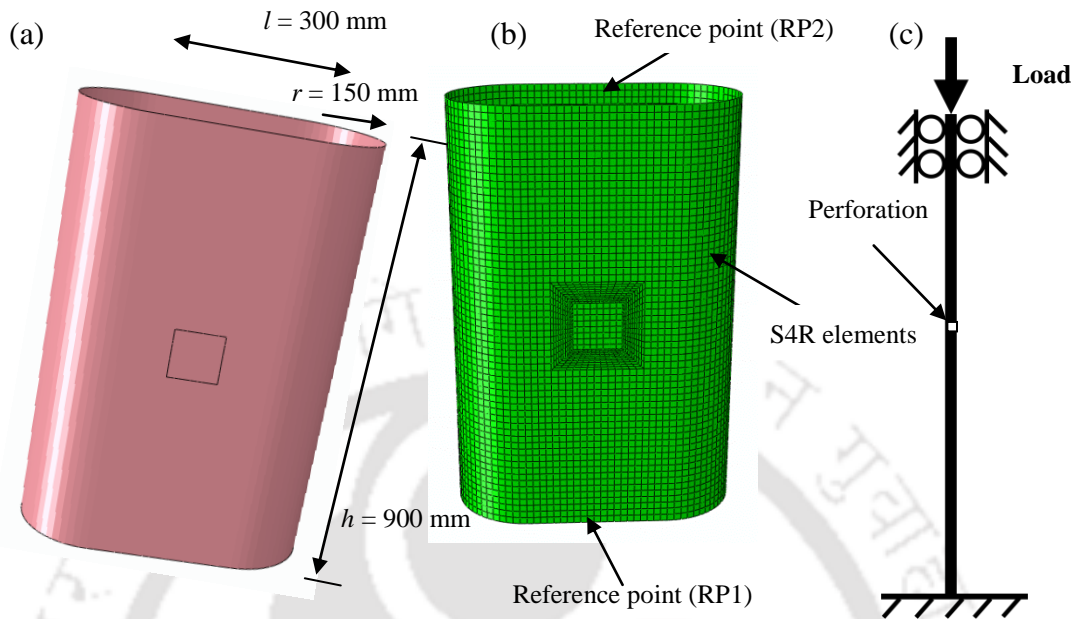 (a)
l = 300 mm
r = 150 mm
h = 900 mm
(b)
Reference point (RP2)
S4R elements
Reference point (RP1)
(c)
Load
Perforation